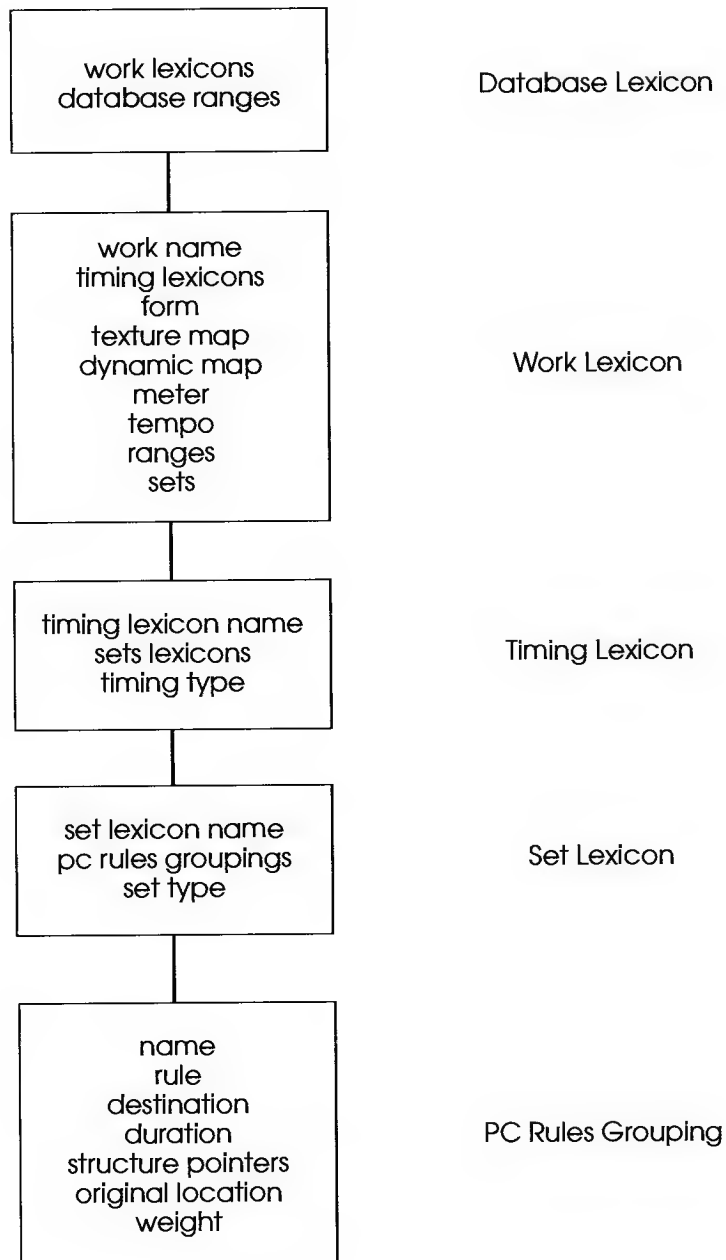 work lexicons
database ranges
Database Lexicon
work name
timing lexicons
form
texture map
dynamic map
meter
tempo
ranges
sets
Work Lexicon
timing lexicon name
sets lexicons
timing type
Timing Lexicon
set lexicon name
pc rules groupings
set type
Set Lexicon
name
rule
destination
duration
structure pointers
original location
weight
PC Rules Grouping